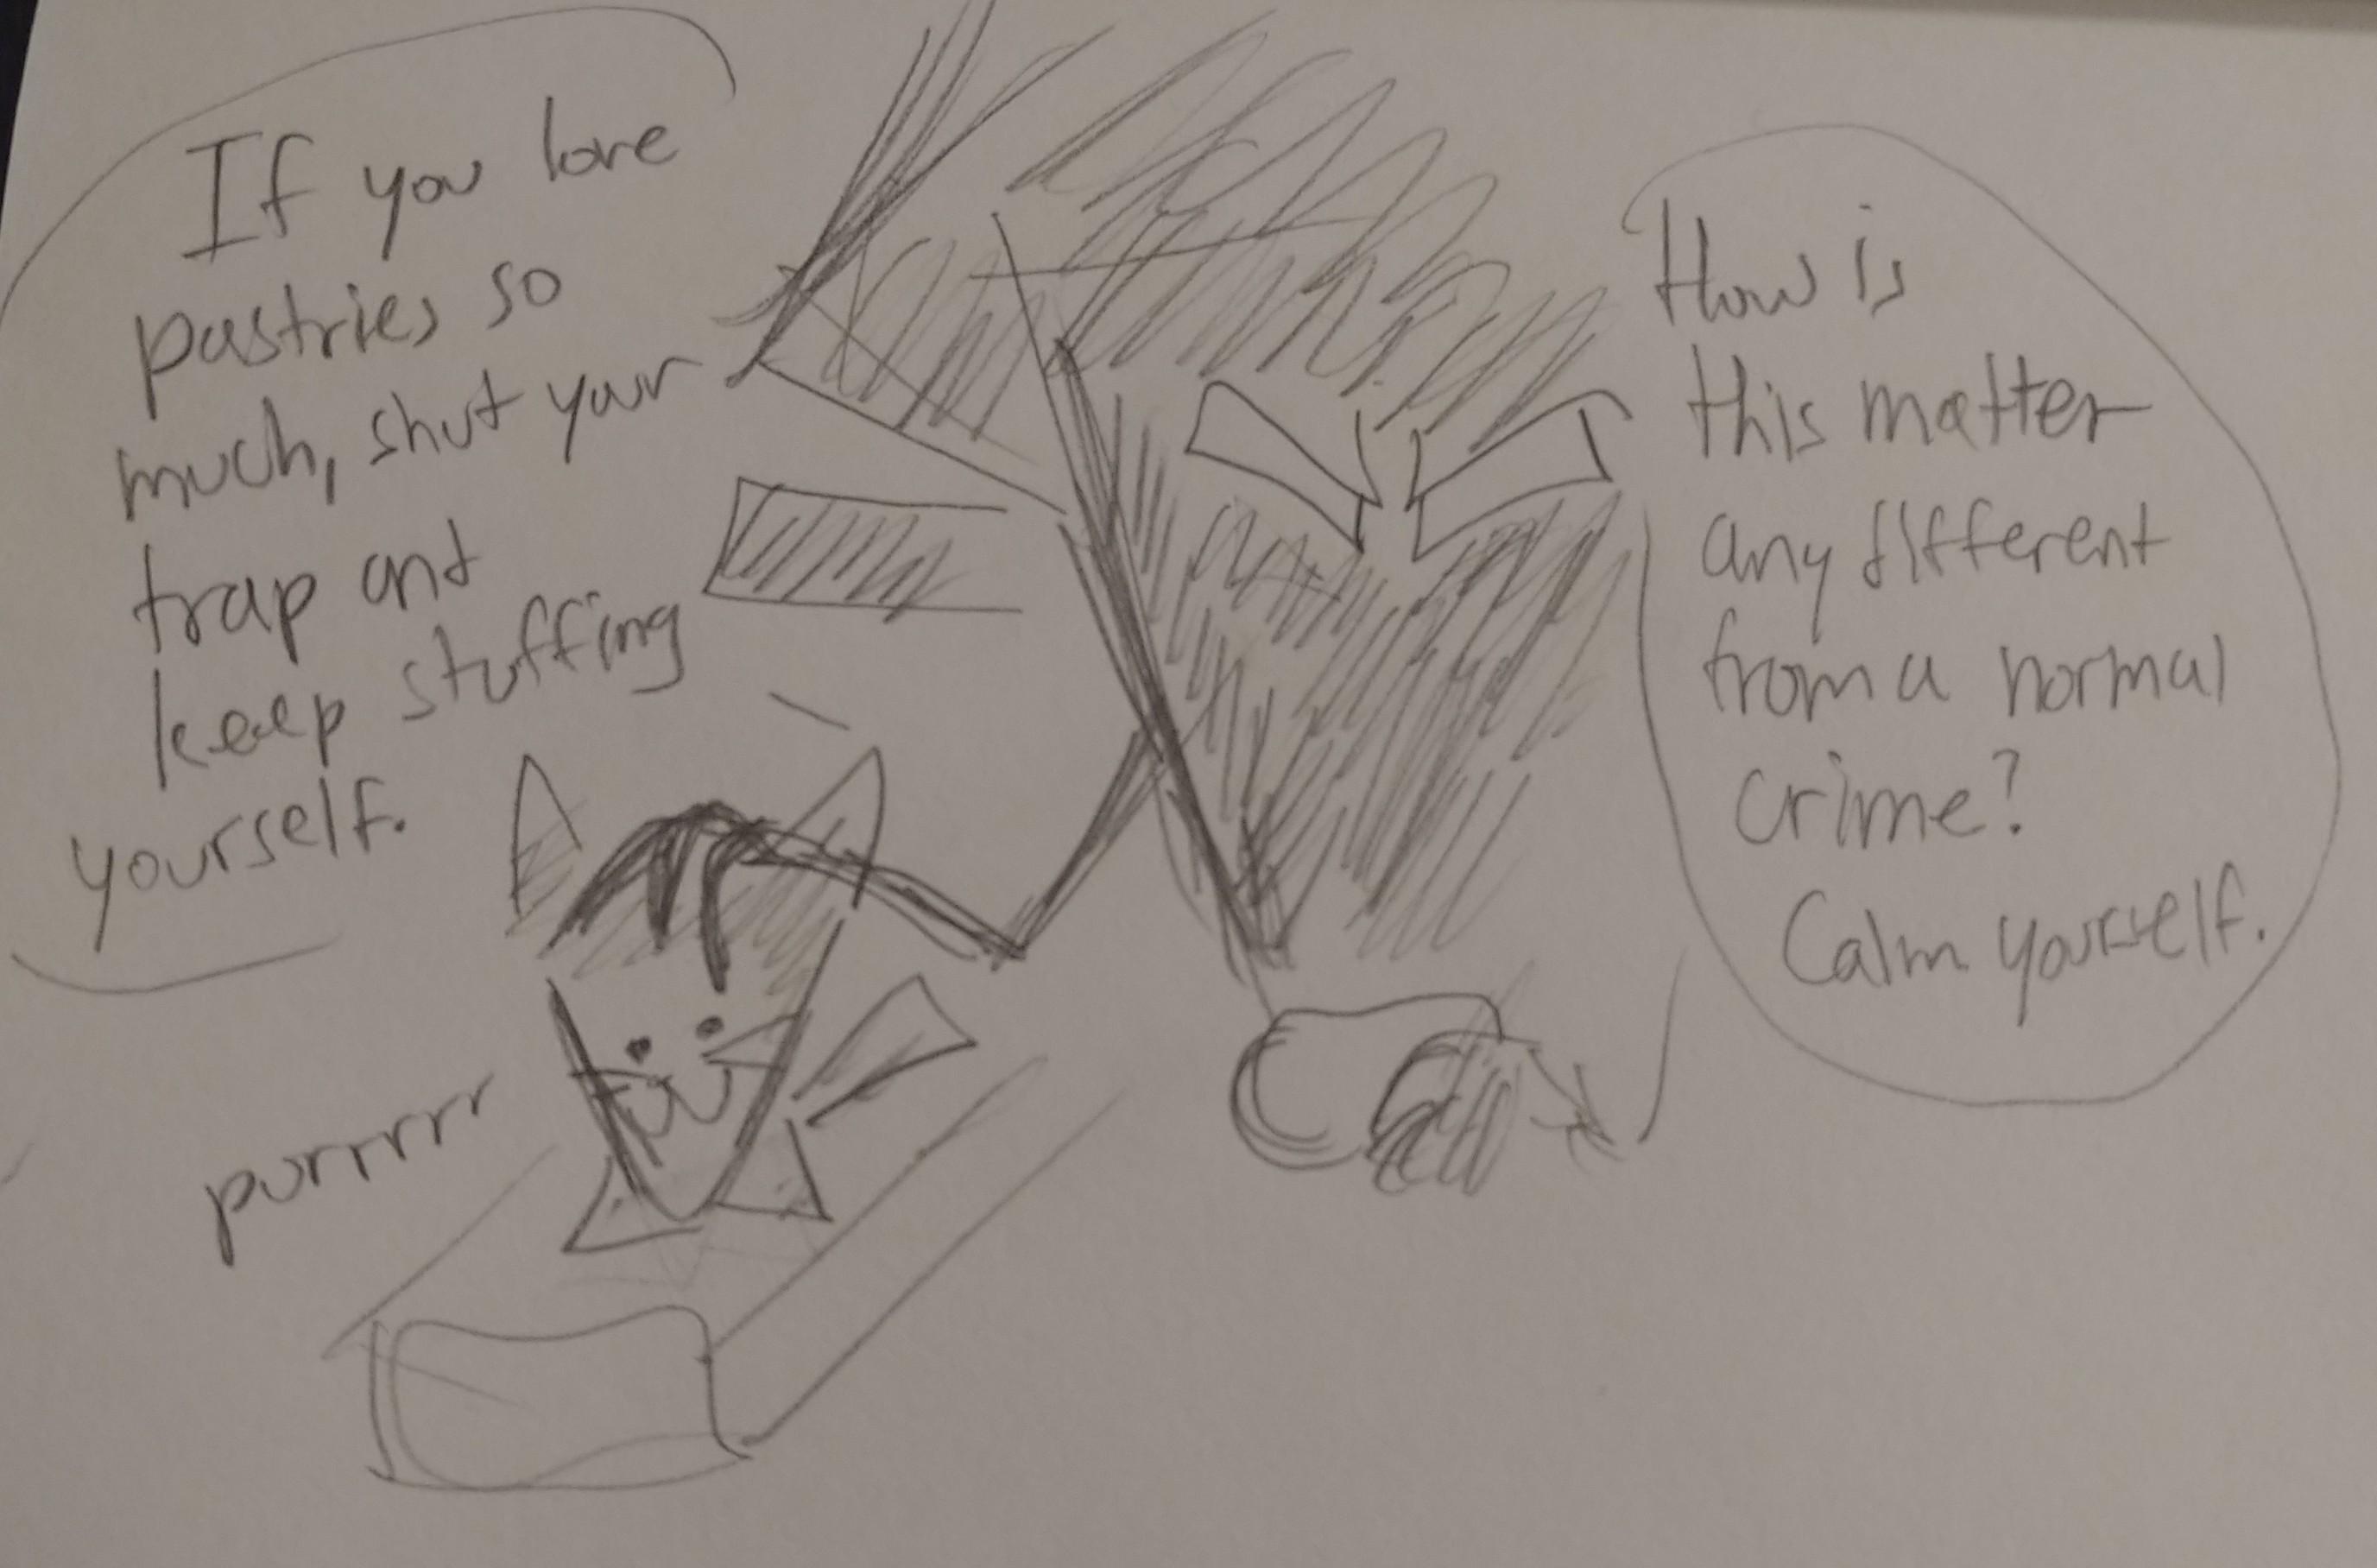 If you love
pastries so
much, shut your
trap and
keep stuffing
yourself.
How is
this matter
any different
from a normal
crime?
Calm yourself.
purrrrr